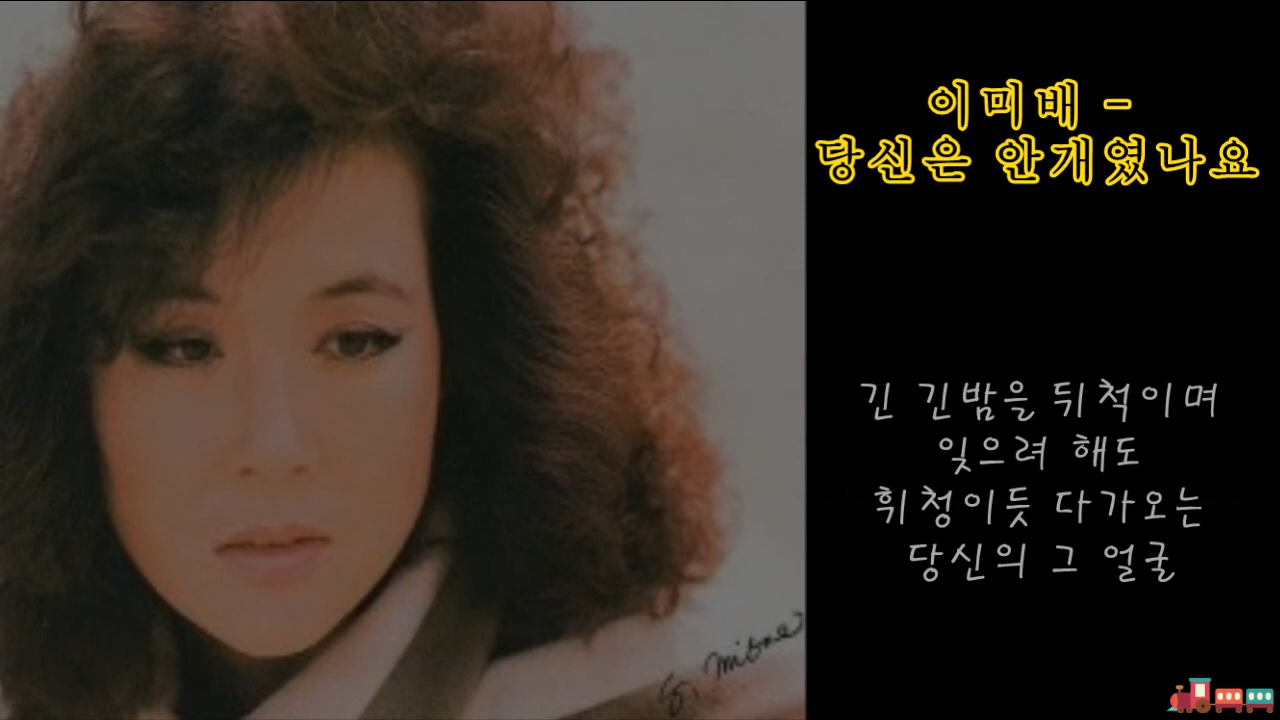 이미배 -
당신은 안개였나요
긴 긴밤을 뒤척이며
잊으려 해도
휘청이듯 다가오는
당신의 그 얼굴